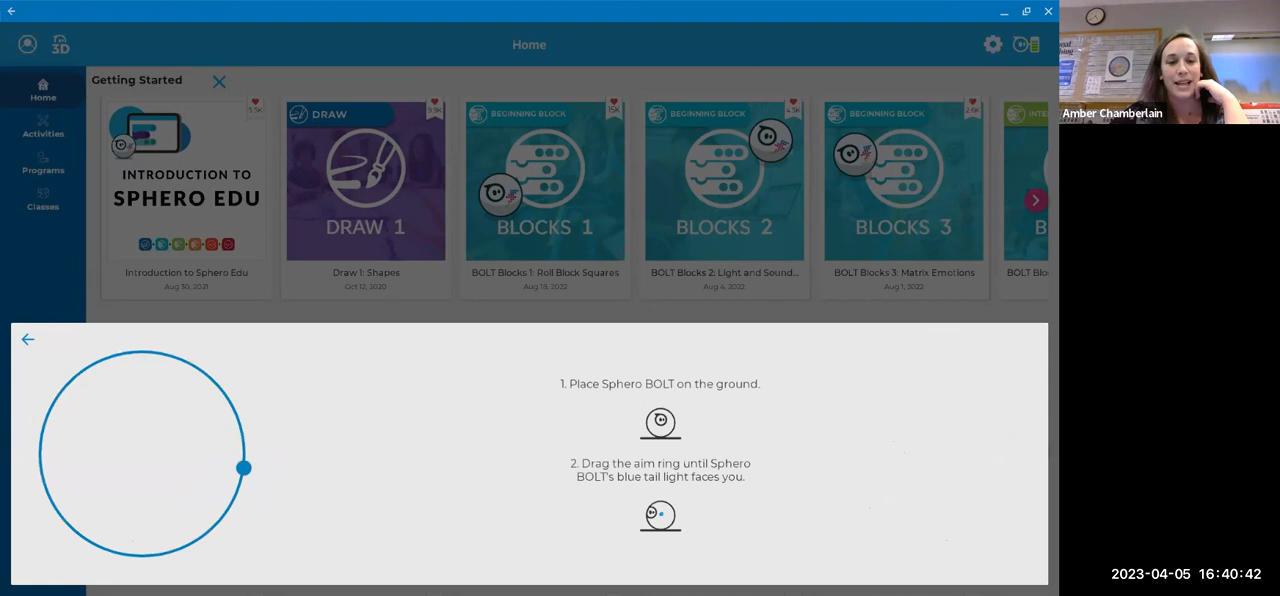 3D
Home
Home
Activities
Programs
Classes
Getting Started
INTRODUCTION TO
SPHERO EDU
Introduction to Sphero Edu
Aug 30, 2021
DRAW
DRAW 1
Draw 1: Shapes
Oct 12, 2020
BEGINNING BLOCK
15K
BLOCKS 1
BOLT Blocks 1: Roll Block Squares
Aug 18, 2022
BEGINNING BLOCK
BLOCKS 2
BOLT Blocks 2: Light and Sound...
Aug 4, 2022
BEGINNING BLOCK
BLOCKS 3
BOLT Blocks 3: Matrix Emotions
Aug 1, 2022
INTE
B
BOLT Blo
1. Place Sphero BOLT on the ground.
2. Drag the aim ring until Sphero
BOLT's blue tail light faces you.
Amber Chamberlain
2023-04-05 16:40:42